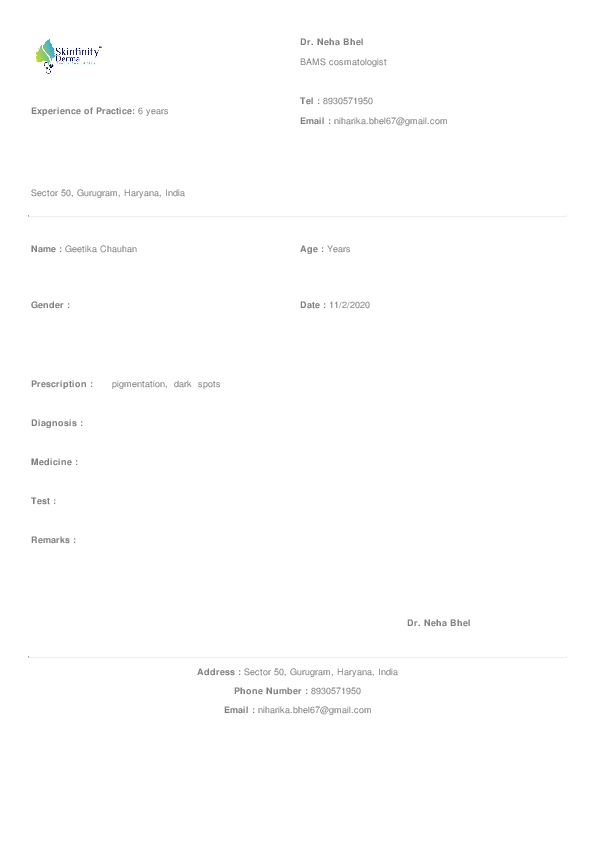 Skinfinity
Derma
Dr. Neha Bhel
BAMS cosmatologist
Experience of Practice: 6 years
Tel : 8930571950
Email : niharika.bhel67@gmail.com
Sector 50, Gurugram, Haryana, India
Name : Geetika Chauhan
Age : Years
Gender :
Date : 11/2/2020
Prescription : pigmentation, dark spots
Diagnosis :
Medicine :
Test :
Remarks :
Dr. Neha Bhel
Address : Sector 50, Gurugram, Haryana, India
Phone Number : 8930571950
Email : niharika.bhel67@gmail.com